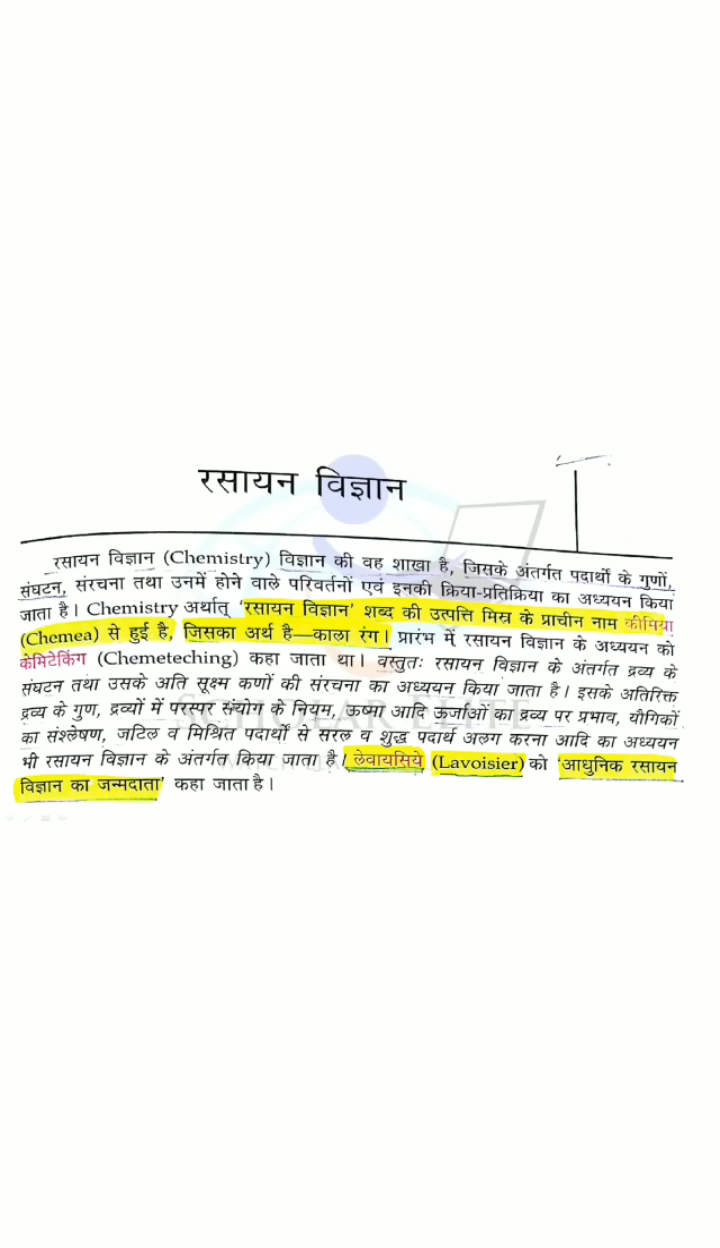 रसायन विज्ञान
रसायन विज्ञान (Chemistry) विज्ञान की वह शाखा है, जिसके अंतर्गत पदार्थों के गुणों,
संघटन, संरचना तथा उनमें होने वाले परिवर्तनों एवं इनकी क्रिया-प्रतिक्रिया का अध्ययन किया
जाता है। Chemistry अर्थात् 'रसायन विज्ञान' शब्द की उत्पत्ति मिस्र के प्राचीन नाम कीमिया
(Chemea) से हुई है, जिसका अर्थ है—काला रंग। प्रारंभ में रसायन विज्ञान के अध्ययन को
केमिटेकिंग (Chemeteching) कहा जाता था। वस्तुतः रसायन विज्ञान के अंतर्गत द्रव्य के
संघटन तथा उसके अति सूक्ष्म कणों की संरचना का अध्ययन किया जाता है। इसके अतिरिक्त
द्रव्य के गुण, द्रव्यों में परस्पर संयोग के नियम, ऊष्मा आदि ऊर्जाओं का द्रव्य पर प्रभाव, यौगिकों
का संश्लेषण, जटिल व मिश्रित पदार्थों से सरल व शुद्ध पदार्थ अलग करना आदि का अध्ययन
भी रसायन विज्ञान के अंतर्गत किया जाता है। लेवायसिये (Lavoisier) को 'आधुनिक रसायन
विज्ञान का जन्मदाता' कहा जाता है।
SCHOLAR ELITE